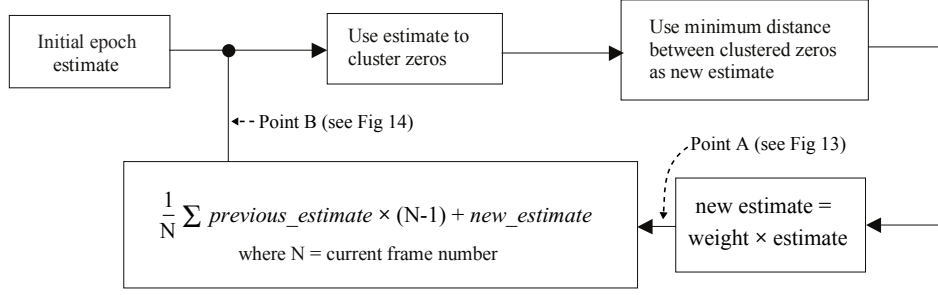 Initial epoch
estimate
Use estimate to
cluster zeros
Use minimum distance
between clustered zeros
as new estimate
Point B (see Fig 14)
Point A (see Fig 13)
new estimate =
weight × estimate
1/N ∑ previous_estimate × (N-1) + new_estimate
where N = current frame number